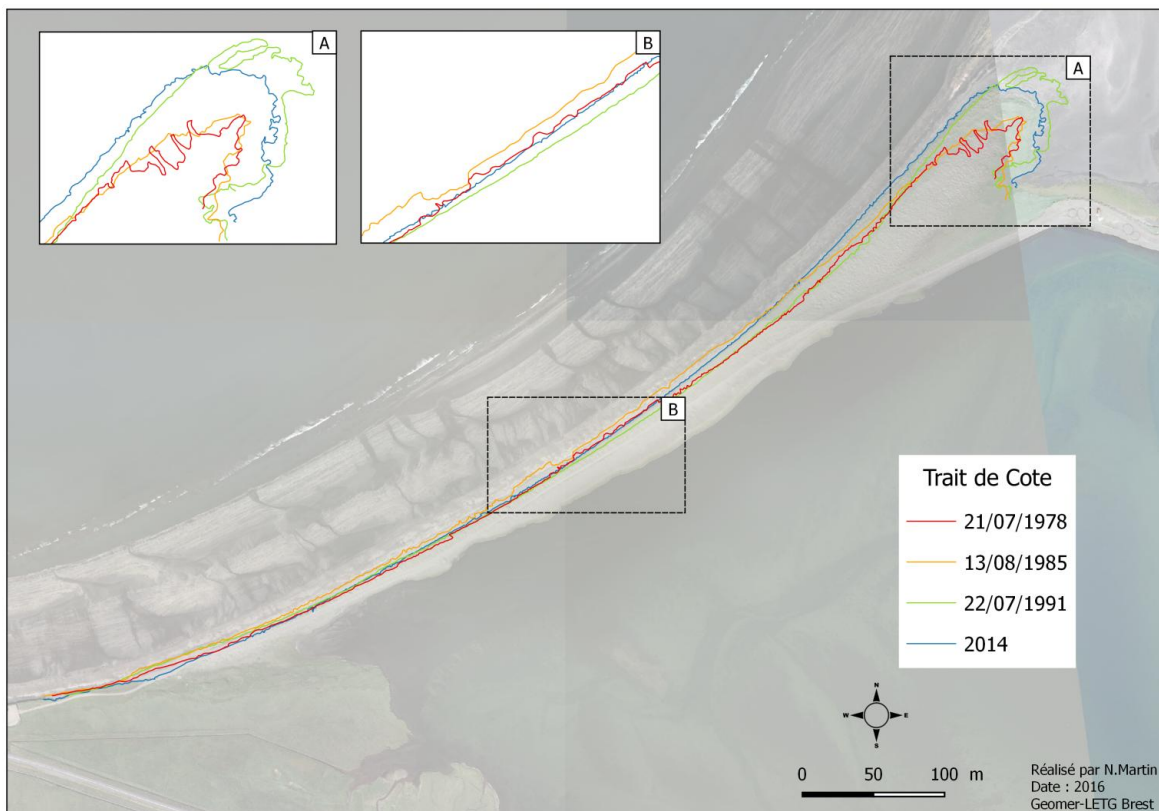 A
B
A
B
Trait de Cote
21/07/1978
13/08/1985
22/07/1991
2014
N
W E
S
0 50 100 m
Réalisé par N.Martin
Date : 2016
Geomer-LETG Brest